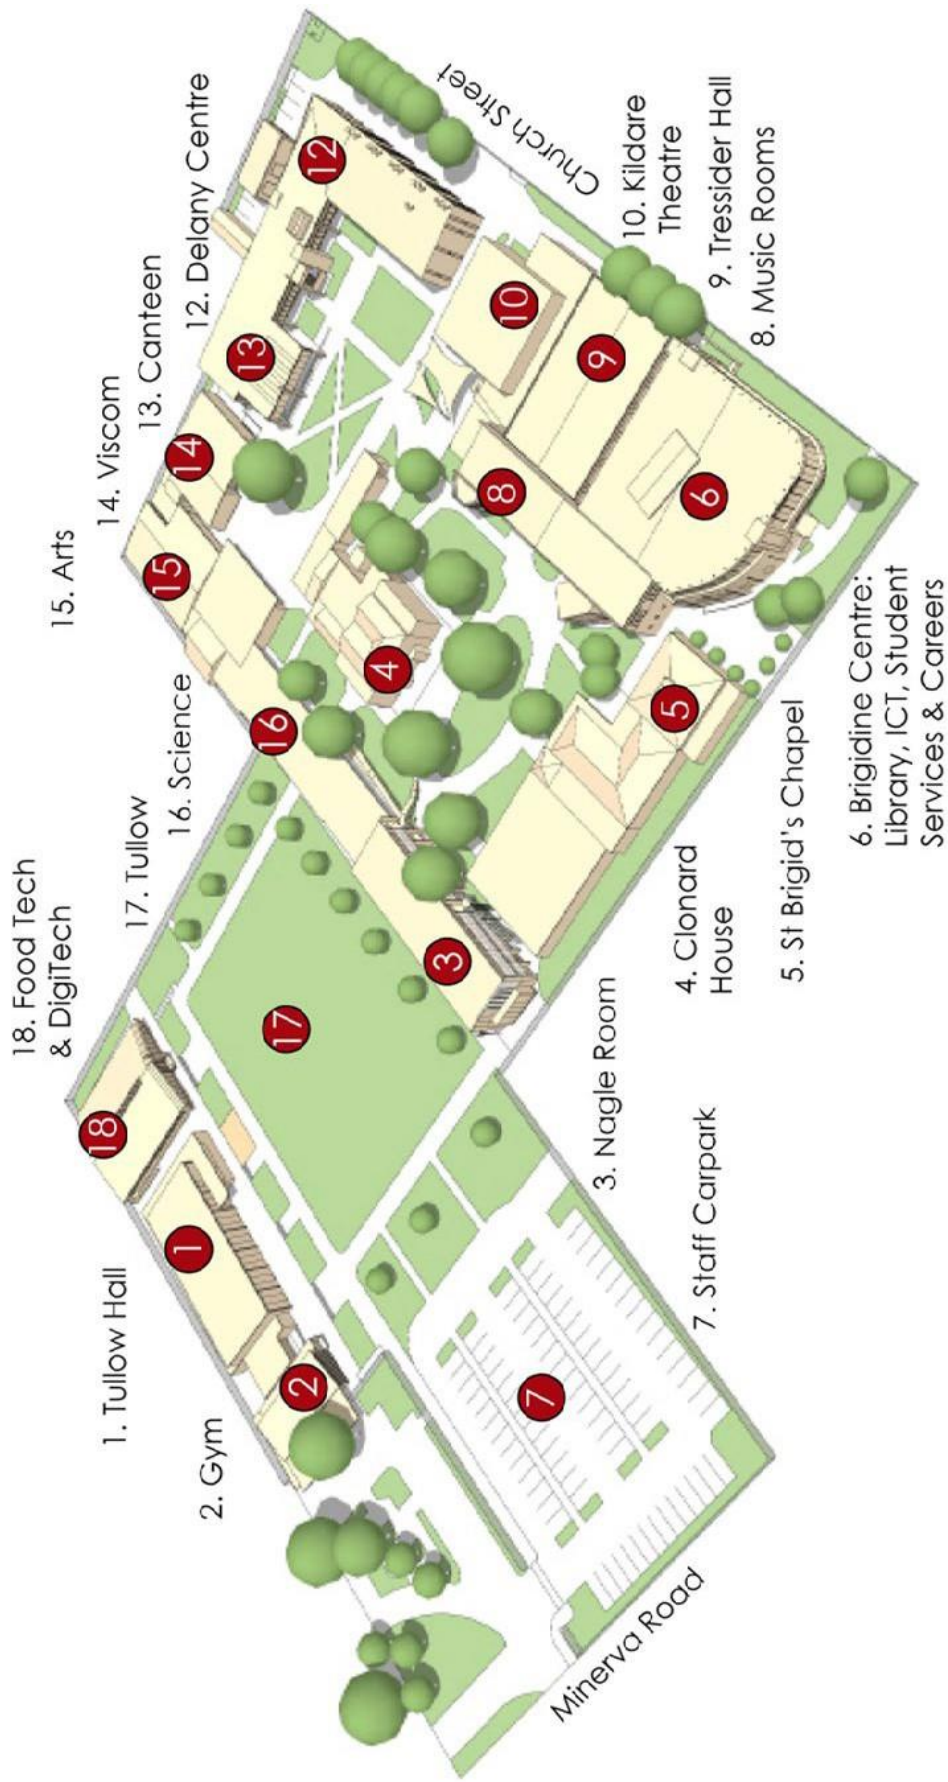 18. Food Tech
& DigiTech
17. Tullow
16. Science
15. Arts
14. Viscom
13. Canteen
12. Delany Centre
1. Tullow Hall
2. Gym
Church Street
Minerva Road
10. Kildare
Theatre
9. Tressider Hall
8. Music Rooms
3. Nagle Room
7. Staff Carpark
4. Clonard
House
5. St Brigid's Chapel
6. Brigidine Centre:
Library, ICT, Student
Services & Careers
1
2
3
4
5
6
7
8
9
10
12
13
14
15
16
17
18